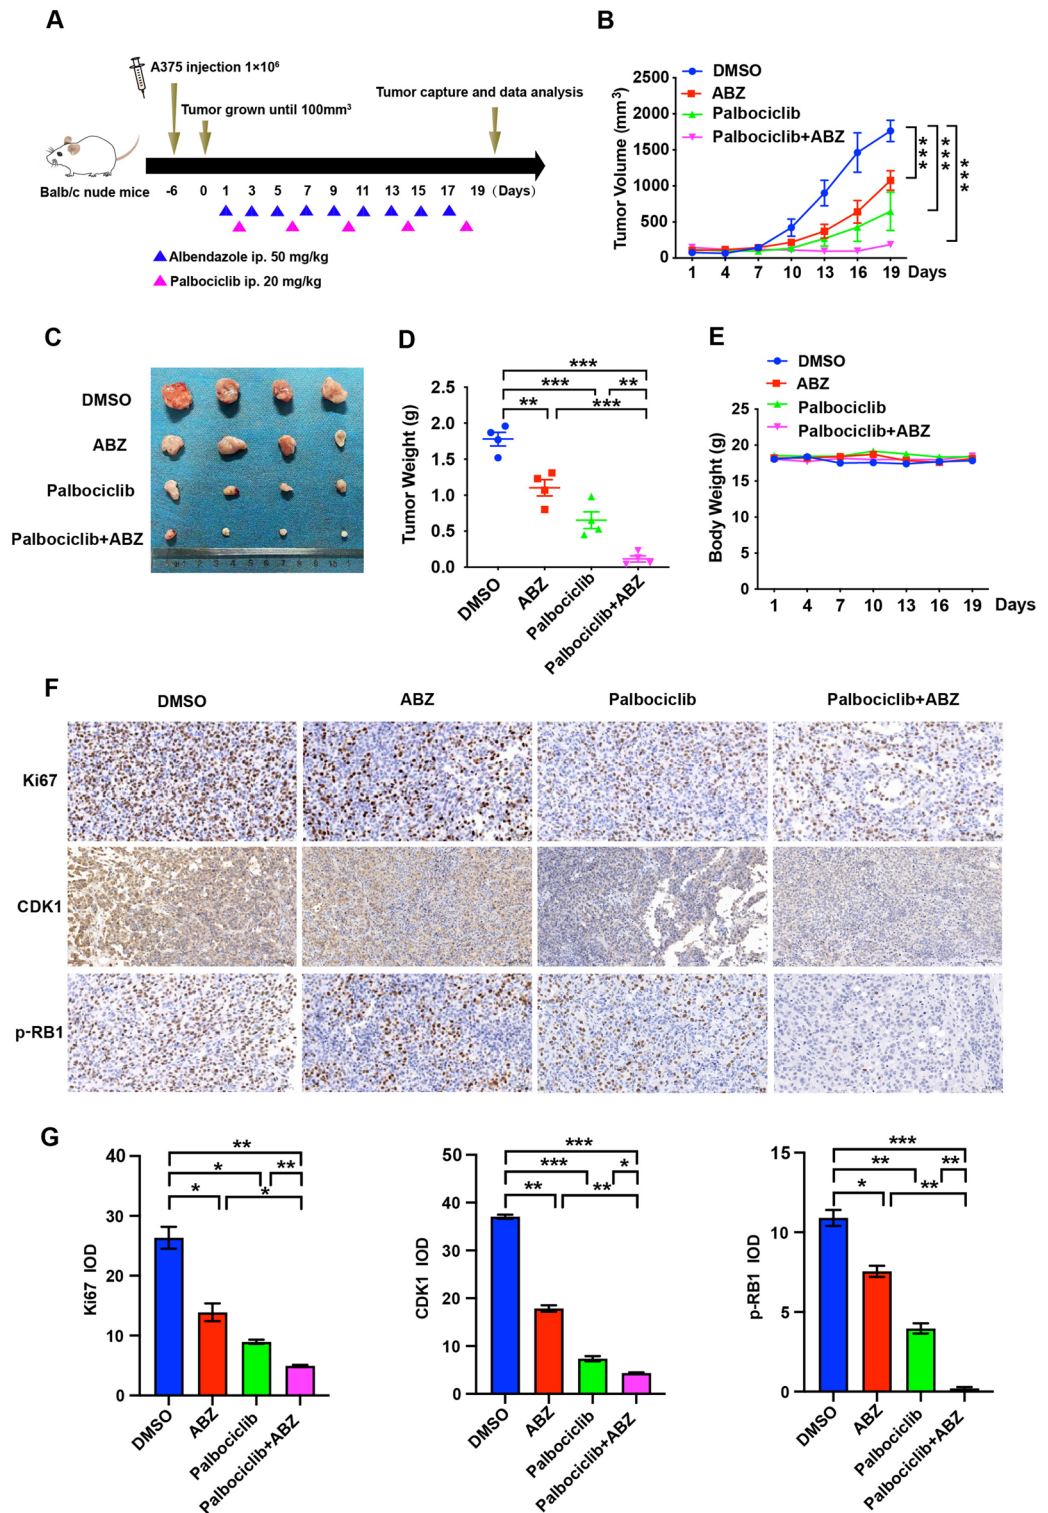 A
A375 injection 1×10⁶
Tumor grown until 100mm³
Tumor capture and data analysis
Balb/c nude mice
-6 0 1 3 5 7 9 11 13 15 17 19 (Days)
Albendazole ip. 50 mg/kg
Palbociclib ip. 20 mg/kg
B
DMSO
ABZ
Palbociclib
Palbociclib+ABZ
Tumor Volume (mm³)
2500
2000
1500
1000
500
0
1 4 7 10 13 16 19 Days
***
***
***
C
DMSO
ABZ
Palbociclib
Palbociclib+ABZ
D
***
*** **
** ***
Tumor Weight (g)
2.5
2.0
1.5
1.0
0.5
0.0
DMSO
ABZ
Palbociclib
Palbociclib+ABZ
E
DMSO
ABZ
Palbociclib
Palbociclib+ABZ
Body Weight (g)
25
20
15
10
5
0
1 4 7 10 13 16 19 Days
F
DMSO ABZ Palbociclib Palbociclib+ABZ
Ki67
CDK1
p-RB1
G
**
* **
* *
Ki67 IOD
40
30
20
10
0
DMSO
ABZ
Palbociclib
Palbociclib+ABZ
***
*** *
** **
CDK1 IOD
50
40
30
20
10
0
DMSO
ABZ
Palbociclib
Palbociclib+ABZ
***
** **
* **
p-RB1 IOD
15
10
5
0
DMSO
ABZ
Palbociclib
Palbociclib+ABZ